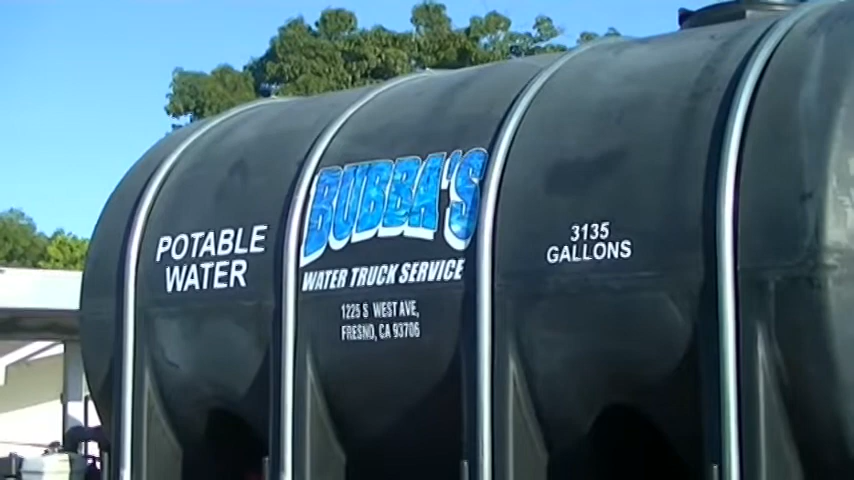 POTABLE
WATER
BUBBA'S
WATER TRUCK SERVICE
1225 S WEST AVE,
FRESNO, CA 93706
3135
GALLONS